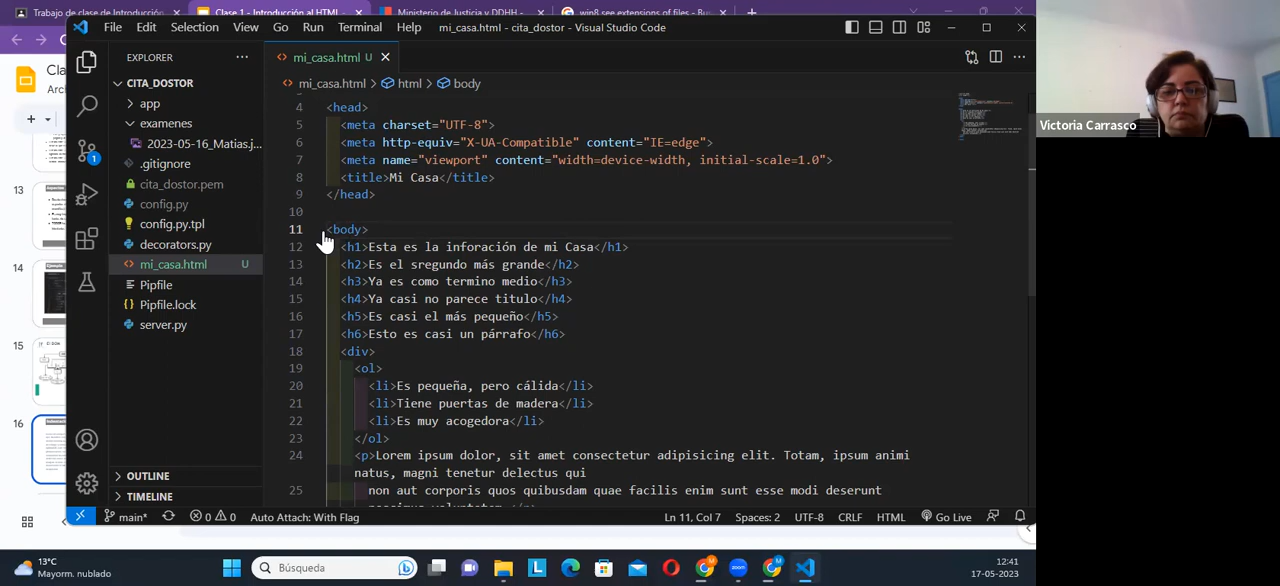 Trabajo de clase de Introducció
Clase 1 - Introducción al HTML -
Ministerio de Justicia y DDHH -
win8 see extensions of files - Bu
File Edit Selection View Go Run Terminal Help
mi_casa.html - cita_dostor - Visual Studio Code
EXPLORER
CITA_DOSTOR
app
examenes
2023-05-16_Matias.j...
.gitignore
cita_dostor.pem
config.py
config.py.tpl
decorators.py
mi_casa.html U
Pipfile
Pipfile.lock
server.py
OUTLINE
TIMELINE
mi_casa.html U
mi_casa.html > html > body
4 <head>
5 <meta charset="UTF-8">
6 <meta http-equiv="X-UA-Compatible" content="IE=edge">
7 <meta name="viewport" content="width=device-width, initial-scale=1.0">
8 <title>Mi Casa</title>
9 </head>
10
11 <body>
12 <h1>Esta es la inforación de mi Casa</h1>
13 <h2>Es el sregundo más grande</h2>
14 <h3>Ya es como termino medio</h3>
15 <h4>Ya casi no parece titulo</h4>
16 <h5>Es casi el más pequeño</h5>
17 <h6>Esto es casi un párrafo</h6>
18 <div>
19 <ol>
20 <li>Es pequeña, pero cálida</li>
21 <li>Tiene puertas de madera</li>
22 <li>Es muy acogedora</li>
23 </ol>
24 <p>Lorem ipsum dolor, sit amet consectetur adipisicing elit. Totam, ipsum animi
natus, magni tenetur delectus qui
25 non aut corporis quos quibusdam quae facilis enim sunt esse modi deserunt
Cla
Arch
13
14
15
16
1
main*
0 0
Auto Attach: With Flag
Ln 11, Col 7
Spaces: 2
UTF-8
CRLF
HTML
Go Live
13°C
Mayorm. nublado
Búsqueda
12:41
17-05-2023
Victoria Carrasco